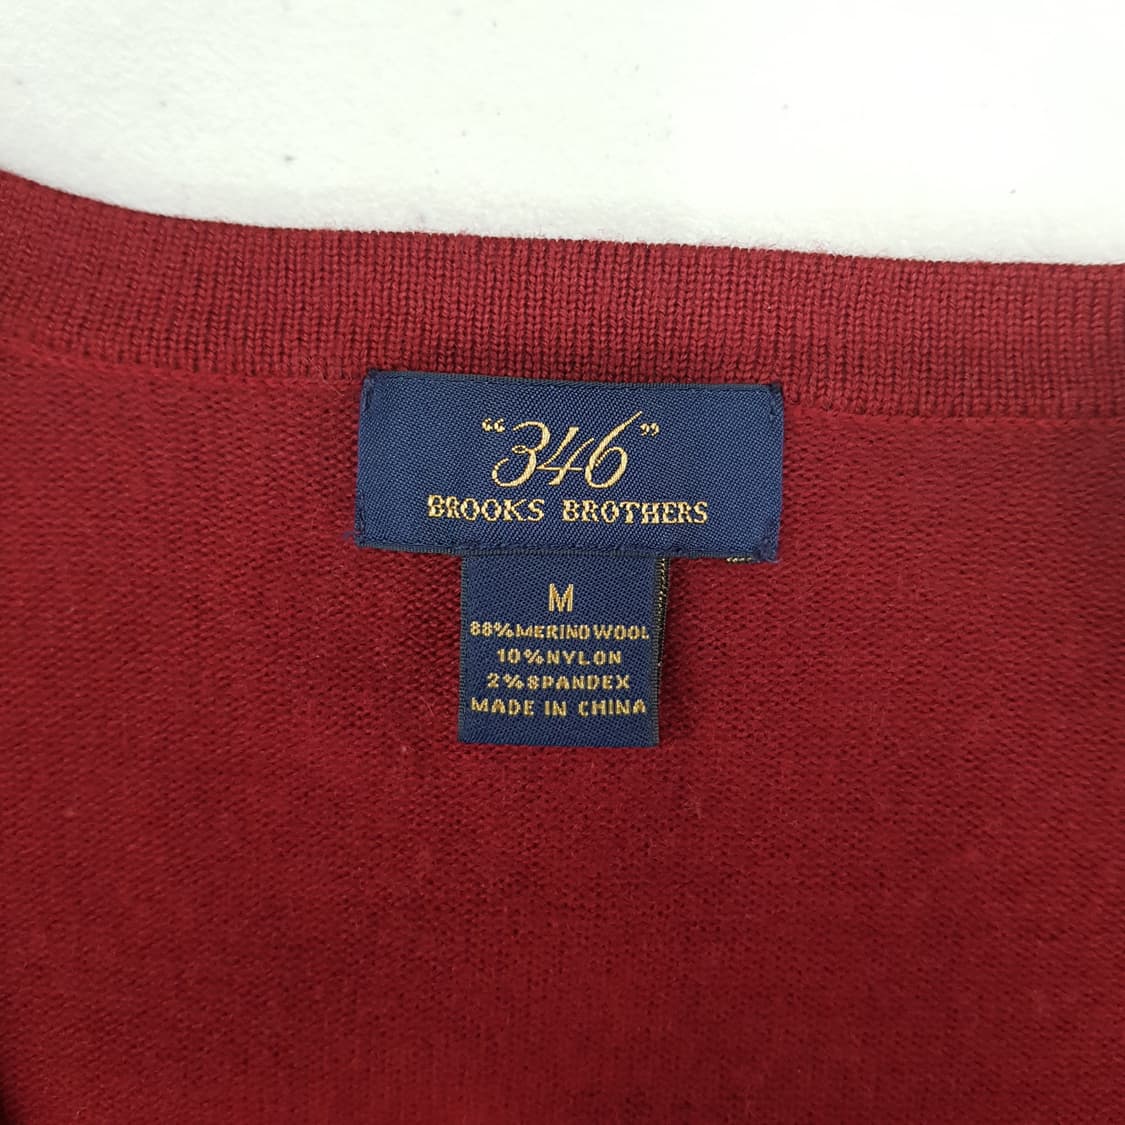 “346”
BROOKS BROTHERS
M
88% MERINO WOOL
10% NYLON
2% SPANDEX
MADE IN CHINA